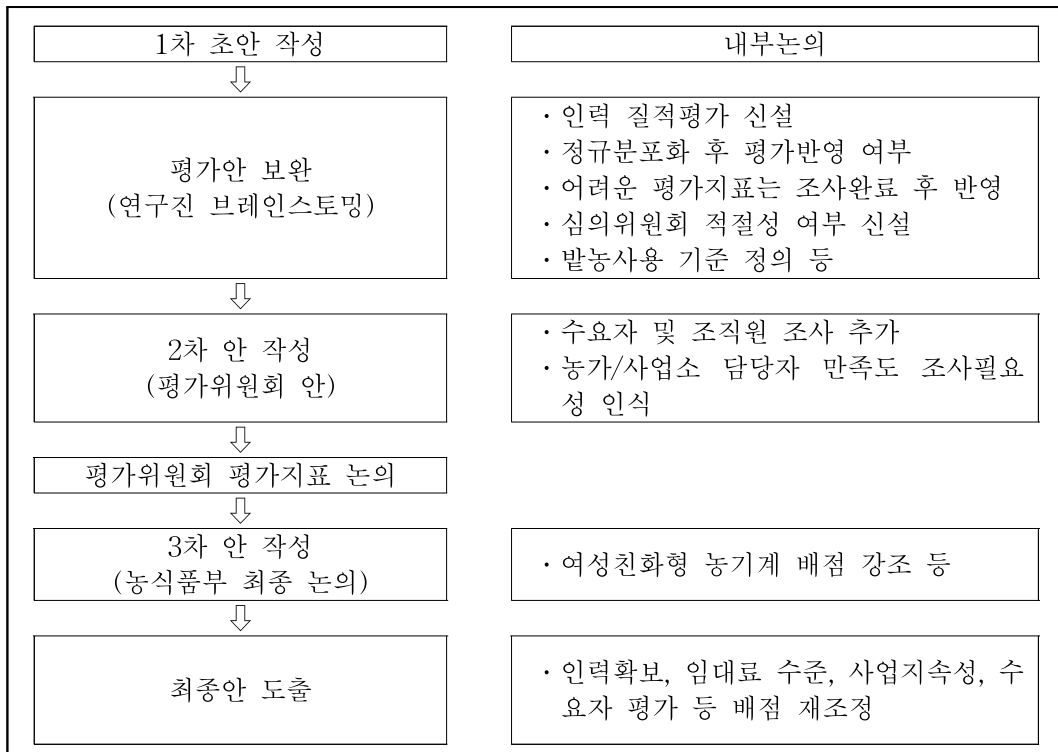 1차 초안 작성
내부논의
평가안 보완
(연구진 브레인스토밍)
· 인력 질적평가 신설
· 정규분포화 후 평가반영 여부
· 어려운 평가지표는 조사완료 후 반영
· 심의위원회 적절성 여부 신설
· 밭농사용 기준 정의 등
2차 안 작성
(평가위원회 안)
· 수요자 및 조직원 조사 추가
· 농가/사업소 담당자 만족도 조사필요
성 인식
평가위원회 평가지표 논의
3차 안 작성
(농식품부 최종 논의)
· 여성친화형 농기계 배점 강조 등
최종안 도출
· 인력확보, 임대료 수준, 사업지속성, 수
요자 평가 등 배점 재조정